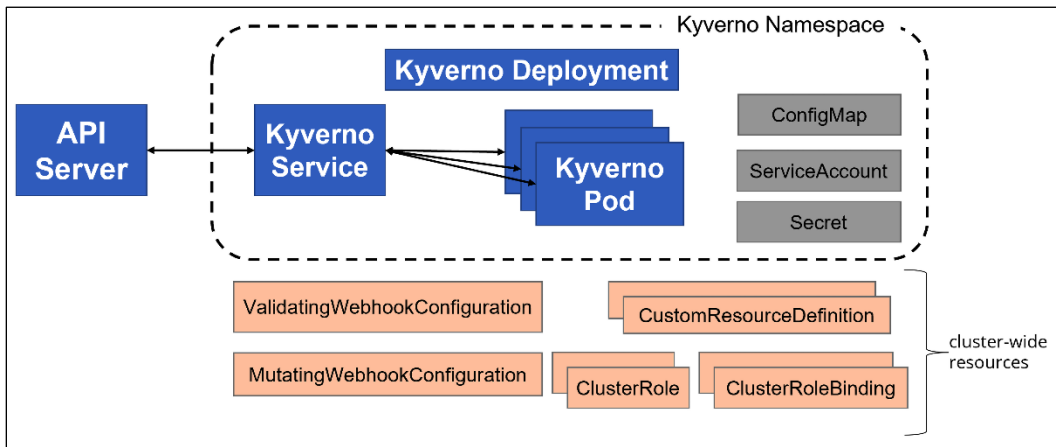 Kyverno Namespace
Kyverno Deployment
API
Server
Kyverno
Service
Kyverno
Pod
ConfigMap
ServiceAccount
Secret
ValidatingWebhookConfiguration
CustomResourceDefinition
MutatingWebhookConfiguration
ClusterRole
ClusterRoleBinding
cluster-wide
resources